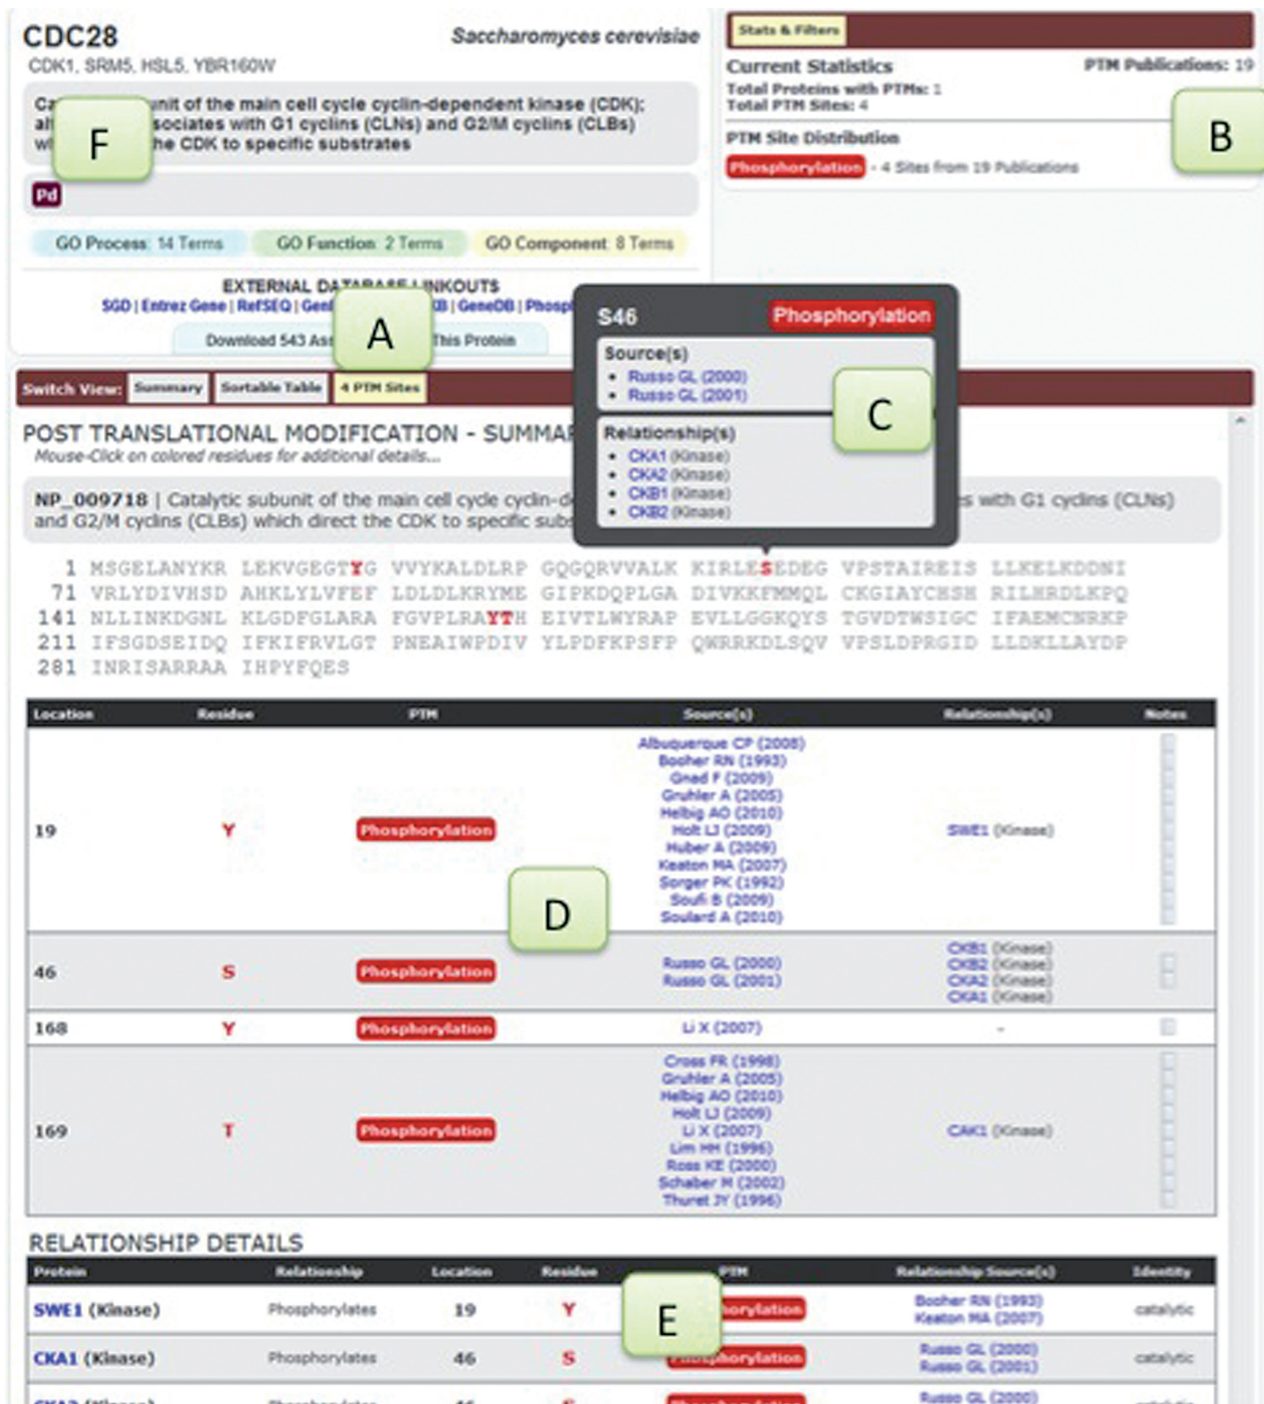 CDC28
Saccharomyces cerevisiae
CDK1, SRM5, HSL5, YBR160W
Ca unit of the main cell cycle cyclin-dependent kinase (CDK);
al sociates with G1 cyclins (CLNs) and G2/M cyclins (CLBs)
w he CDK to specific substrates
F
Pd
GO Process: 14 Terms GO Function: 2 Terms GO Component: 8 Terms
EXTERNAL DATABASE LINKOUTS
SGD | Entrez Gene | RefSEQ | Gen B | GeneDB | Phosp
Download 543 As This Protein
A
Stats & Filters
Current Statistics PTM Publications: 19
Total Proteins with PTMs: 1
Total PTM Sites: 4
PTM Site Distribution
Phosphorylation - 4 Sites from 19 Publications
B
S46 Phosphorylation
Source(s)
• Russo GL (2000)
• Russo GL (2001)
Relationship(s)
• CKA1 (Kinase)
• CKA2 (Kinase)
• CKB1 (Kinase)
• CKB2 (Kinase)
C
Switch View: Summary Sortable Table 4 PTM Sites
POST TRANSLATIONAL MODIFICATION - SUMMA
Mouse-Click on colored residues for additional details...
NP_009718 | Catalytic subunit of the main cell cycle cyclin-d es with G1 cyclins (CLNs)
and G2/M cyclins (CLBs) which direct the CDK to specific subs
1 MSGELANYKR LEKVGEGTYG VVYKALDLRP GQGQRVVALK KIRLESEDEG VPSTAIREIS LLKELKDDNI
71 VRLYDIVHSD AHKLYLVFEF LDLDLKRYME GIPKDQPLGA DIVKKFMMQL CKGIAYCHSH RILHRDLKPQ
141 NLLINKDGNL KLGDFGLARA FGVPLRAYTH EIVTLWYRAP EVLLGGKQYS TGVDTWSIGC IFAEMCNRKP
211 IFSGDSEIDQ IFKIFRVLGT PNEAIWPDIV YLPDFKPSFP QWRRKDLSQV VPSLDPRGID LLDKLLAYDP
281 INRISARRAA IHPYFQES
Location Residue PTM Source(s) Relationship(s) Notes
Albuquerque CP (2008)
Booher RN (1993)
Gnad F (2009)
Gruhler A (2005)
Helbig AO (2010)
19 Y Phosphorylation Holt LJ (2009) SWE1 (Kinase)
Huber A (2009)
Keaton MA (2007)
Sorger PK (1992)
Soufi B (2009)
Soulard A (2010)
D
CKB1 (Kinase)
46 S Phosphorylation Russo GL (2000) CKB2 (Kinase)
Russo GL (2001) CKA2 (Kinase)
CKA1 (Kinase)
168 Y Phosphorylation Li X (2007) -
Cross FR (1998)
Gruhler A (2005)
Helbig AO (2010)
Holt LJ (2009)
169 T Phosphorylation Li X (2007) CAK1 (Kinase)
Lim HH (1996)
Ross KE (2000)
Schaber M (2002)
Thuret JY (1996)
RELATIONSHIP DETAILS
Protein Relationship Location Residue PTM Relationship Source(s) Identity
SWE1 (Kinase) Phosphorylates 19 Y horylation Booher RN (1993) catalytic
Keaton MA (2007)
E
CKA1 (Kinase) Phosphorylates 46 S Phosphorylation Russo GL (2000) catalytic
Russo GL (2001)
Russo GL (2000)